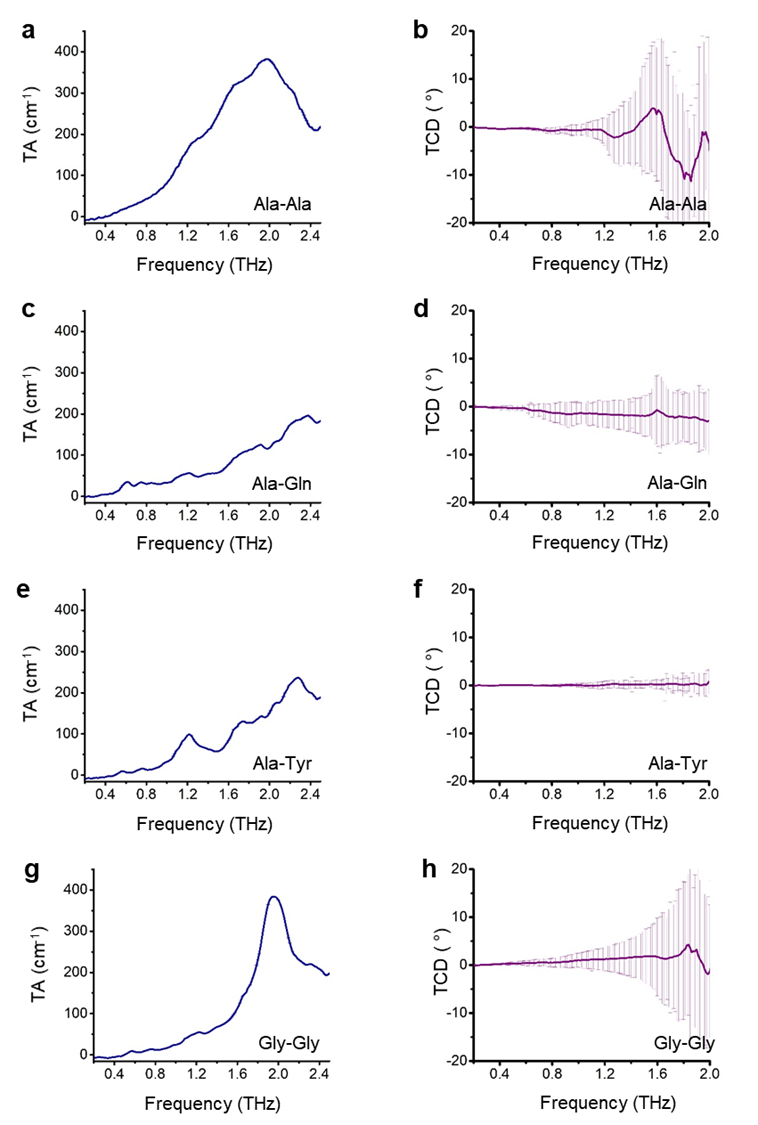 a
TA (cm-1)
400
300
200
100
0
0.4 0.8 1.2 1.6 2.0 2.4
Frequency (THz)
Ala-Ala
b
TCD ( °)
20
10
0
-10
-20
0.4 0.8 1.2 1.6 2.0
Frequency (THz)
Ala-Ala
c
TA (cm-1)
400
300
200
100
0
0.4 0.8 1.2 1.6 2.0 2.4
Frequency (THz)
Ala-Gln
d
TCD ( °)
20
10
0
-10
-20
0.4 0.8 1.2 1.6 2.0
Frequency (THz)
Ala-Gln
e
TA (cm-1)
400
300
200
100
0
0.4 0.8 1.2 1.6 2.0 2.4
Frequency (THz)
Ala-Tyr
f
TCD ( °)
20
10
0
-10
-20
0.4 0.8 1.2 1.6 2.0
Frequency (THz)
Ala-Tyr
g
TA (cm-1)
400
300
200
100
0
0.4 0.8 1.2 1.6 2.0 2.4
Frequency (THz)
Gly-Gly
h
TCD ( °)
20
10
0
-10
-20
0.4 0.8 1.2 1.6 2.0
Frequency (THz)
Gly-Gly